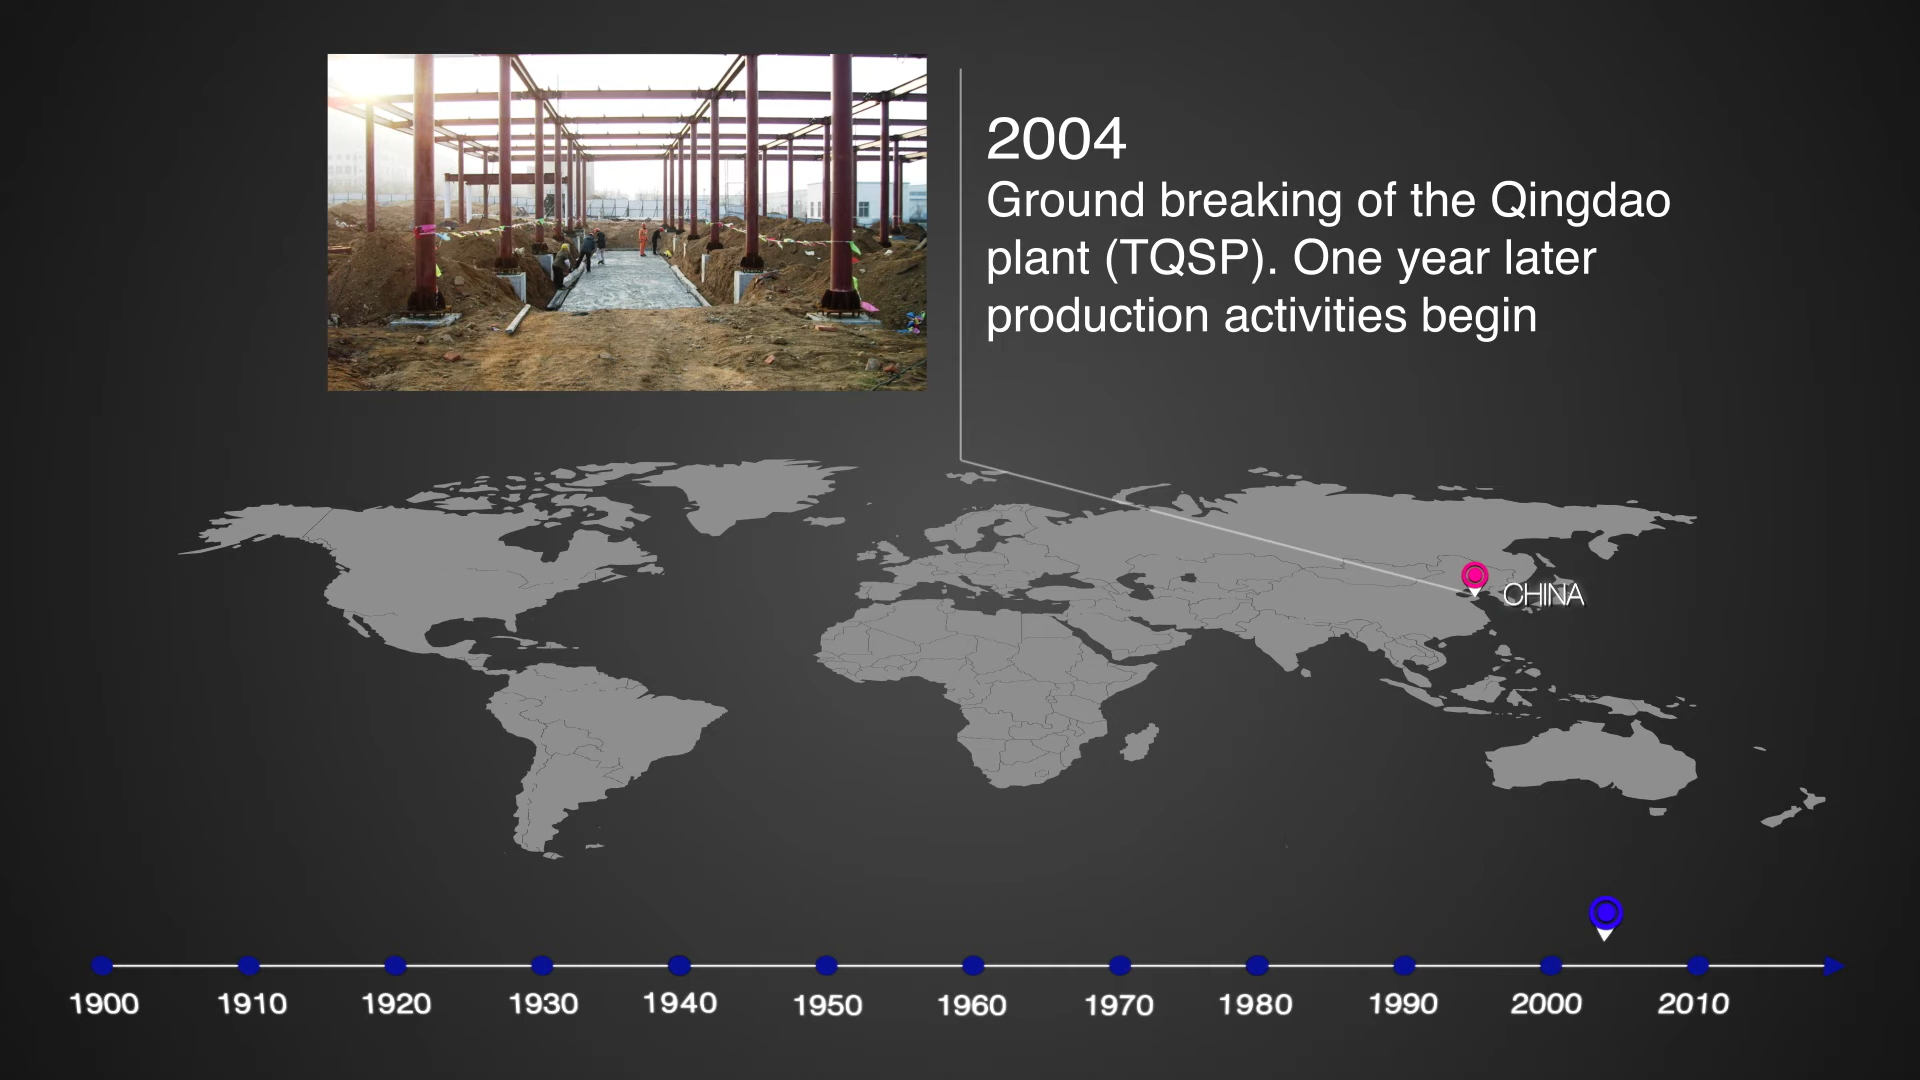 2004
Ground breaking of the Qingdao
plant (TQSP). One year later
production activities begin
CHINA
1900 1910 1920 1930 1940 1950 1960 1970 1980 1990 2000 2010